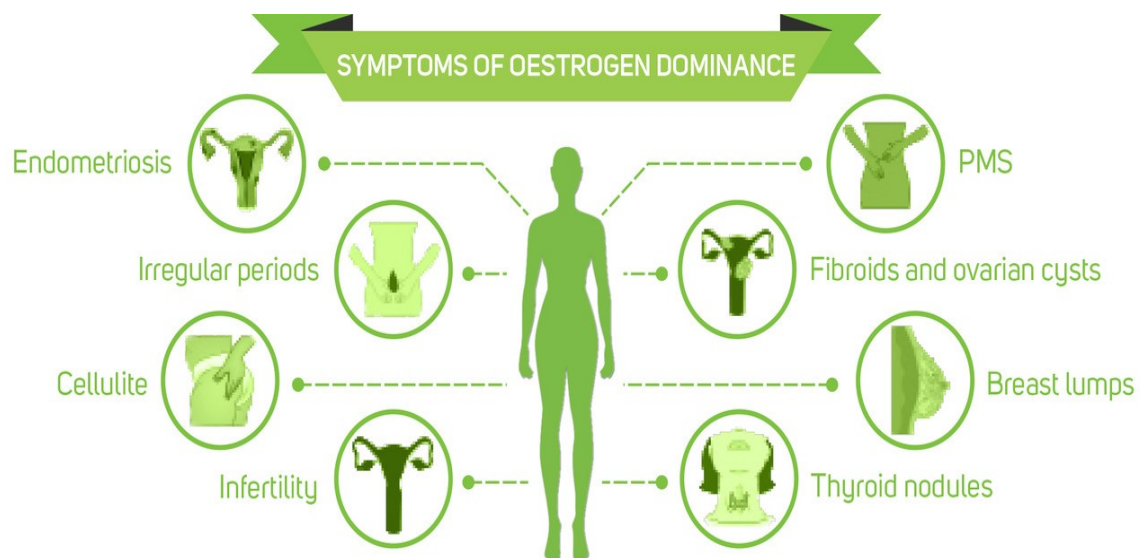 SYMPTOMS OF OESTROGEN DOMINANCE
Endometriosis
PMS
Irregular periods
Fibroids and ovarian cysts
Cellulite
Breast lumps
Infertility
Thyroid nodules